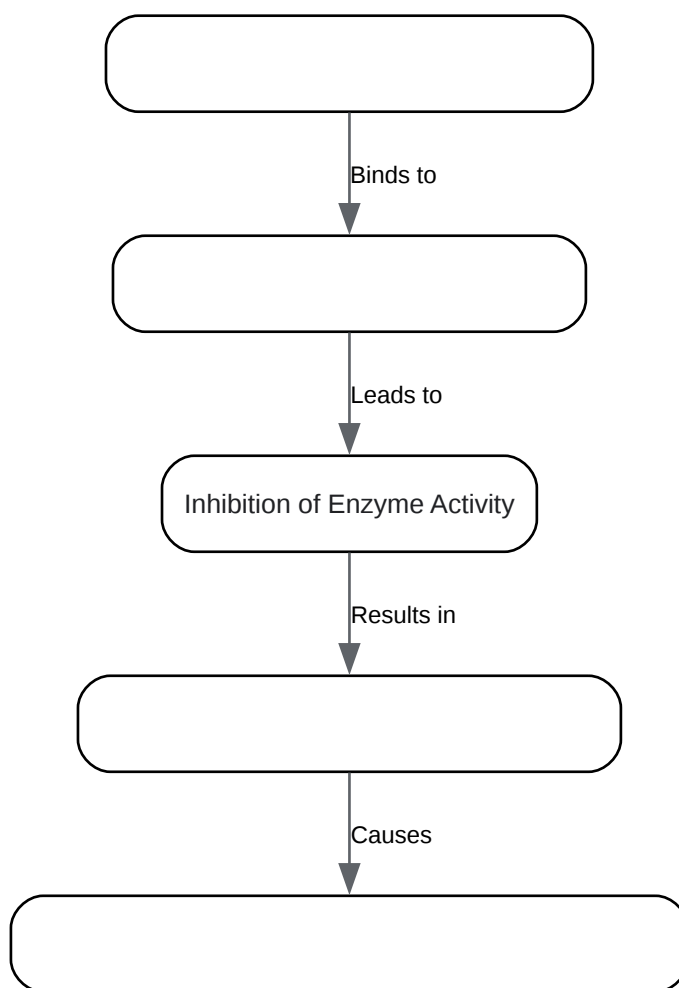 Binds to
Leads to
Inhibition of Enzyme Activity
Results in
Causes